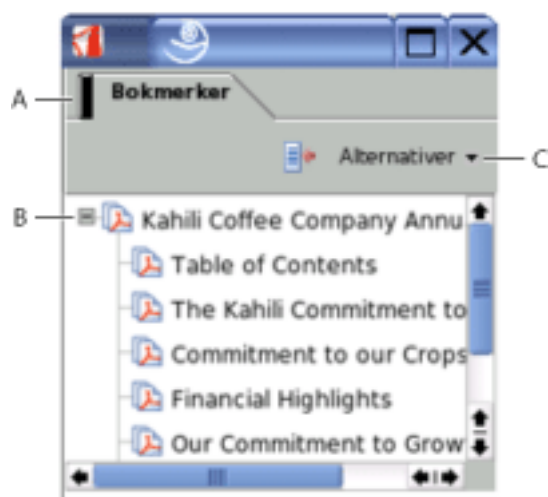 A
Bokmerker
Alternativer
C
B
Kahili Coffee Company Annu
Table of Contents
The Kahili Commitment to
Commitment to our Crops
Financial Highlights
Our Commitment to Grow